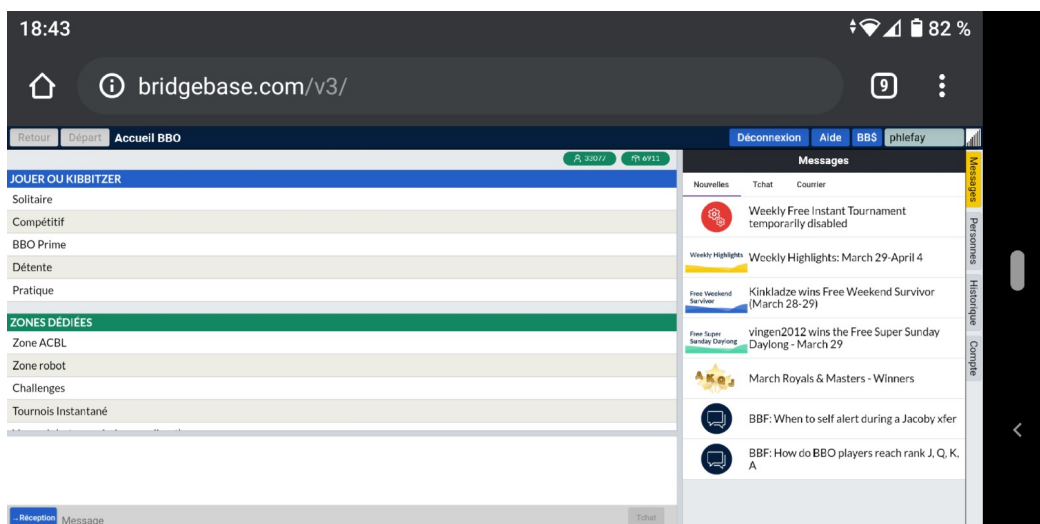 18:43
82 %
bridgebase.com/v3/
9
Retour Départ Accueil BBO
Déconnexion Aide BB$ phlefay
33077 6911
JOUER OU KIBBITZER
Solitaire
Compétitif
BBO Prime
Détente
Pratique
ZONES DÉDIÉES
Zone ACBL
Zone robot
Challenges
Tournois Instantané
Réception Message Tchat
Messages
Nouvelles Tchat Courrier
Weekly Free Instant Tournament
temporarily disabled
Weekly Highlights
Weekly Highlights: March 29-April 4
Free Weekend
Survivor
Kinkladze wins Free Weekend Survivor
(March 28-29)
Free Super
Sunday Daylong
vingen2012 wins the Free Super Sunday
Daylong - March 29
A K Q J
March Royals & Masters - Winners
BBF: When to self alert during a Jacoby xfer
BBF: How do BBO players reach rank J, Q, K,
A
Messages
Personnes
Historique
Compte